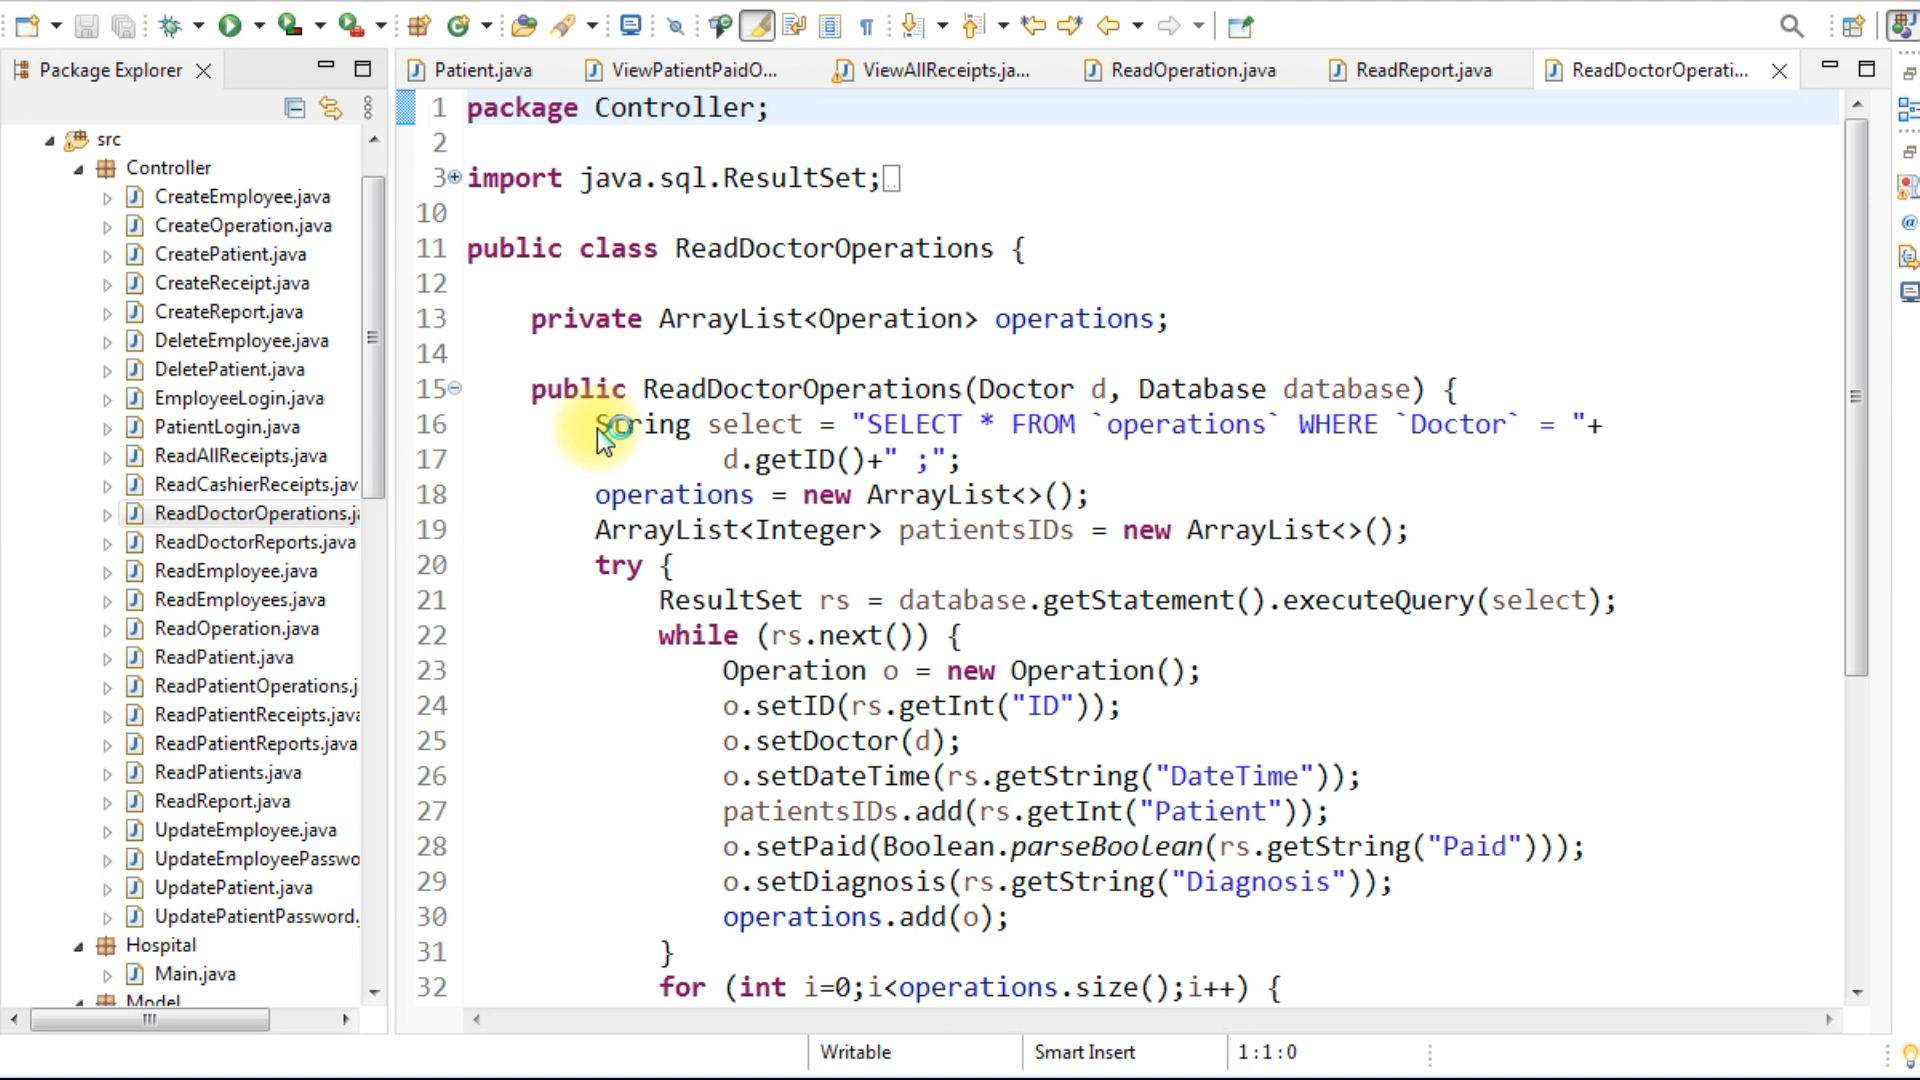 Package Explorer
Patient.java
ViewPatientPaidO...
ViewAllReceipts.ja...
ReadOperation.java
ReadReport.java
ReadDoctorOperati...
src
Controller
CreateEmployee.java
CreateOperation.java
CreatePatient.java
CreateReceipt.java
CreateReport.java
DeleteEmployee.java
DeletePatient.java
EmployeeLogin.java
PatientLogin.java
ReadAllReceipts.java
ReadCashierReceipts.jav
ReadDoctorOperations.ja
ReadDoctorReports.java
ReadEmployee.java
ReadEmployees.java
ReadOperation.java
ReadPatient.java
ReadPatientOperations.j
ReadPatientReceipts.java
ReadPatientReports.java
ReadPatients.java
ReadReport.java
UpdateEmployee.java
UpdateEmployeePasswo
UpdatePatient.java
UpdatePatientPassword.
Hospital
Main.java
Model
1 package Controller;
2
3 import java.sql.ResultSet;
10
11 public class ReadDoctorOperations {
12
13 private ArrayList<Operation> operations;
14
15 public ReadDoctorOperations(Doctor d, Database database) {
16 String select = "SELECT * FROM `operations` WHERE `Doctor` = "+
17 d.getID()+" ;";
18 operations = new ArrayList<>();
19 ArrayList<Integer> patientsIDs = new ArrayList<>();
20 try {
21 ResultSet rs = database.getStatement().executeQuery(select);
22 while (rs.next()) {
23 Operation o = new Operation();
24 o.setID(rs.getInt("ID"));
25 o.setDoctor(d);
26 o.setDateTime(rs.getString("DateTime"));
27 patientsIDs.add(rs.getInt("Patient"));
28 o.setPaid(Boolean.parseBoolean(rs.getString("Paid")));
29 o.setDiagnosis(rs.getString("Diagnosis"));
30 operations.add(o);
31 }
32 for (int i=0;i<operations.size();i++) {
Writable
Smart Insert
1:1:0